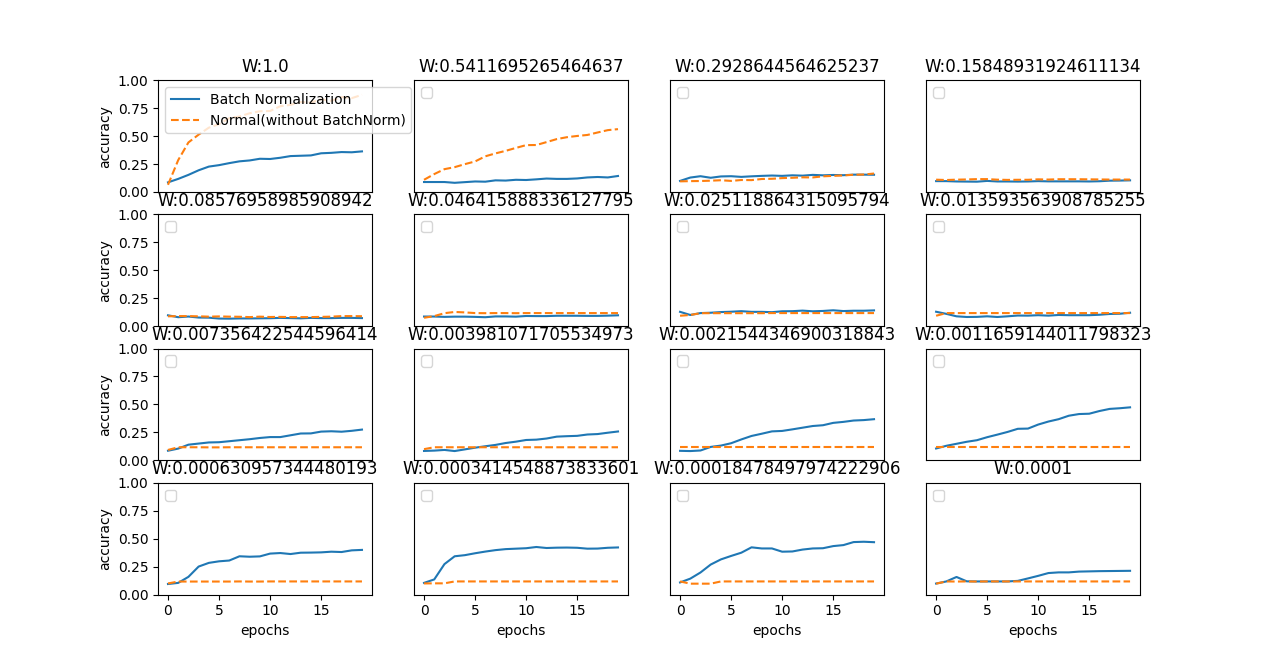 W:1.0
W:0.5411695265464637
W:0.2928644564625237
W:0.15848931924611134
1.00
0.75
0.50
0.25
0.00
accuracy
Batch Normalization
Normal(without BatchNorm)
W:0.08576958985908942
W:0.046415888336127795
W:0.025118864315095794
W:0.013593563908785255
1.00
0.75
0.50
0.25
0.00
accuracy
W:0.007356422544596414
W:0.003981071705534973
W:0.0021544346900318843
W:0.0011659144011798323
1.00
0.75
0.50
0.25
0.00
accuracy
W:0.000630957344480193
W:0.0003414548873833601
W:0.00018478497974222906
W:0.0001
1.00
0.75
0.50
0.25
0.00
accuracy
0 5 10 15
0 5 10 15
0 5 10 15
0 5 10 15
epochs
epochs
epochs
epochs